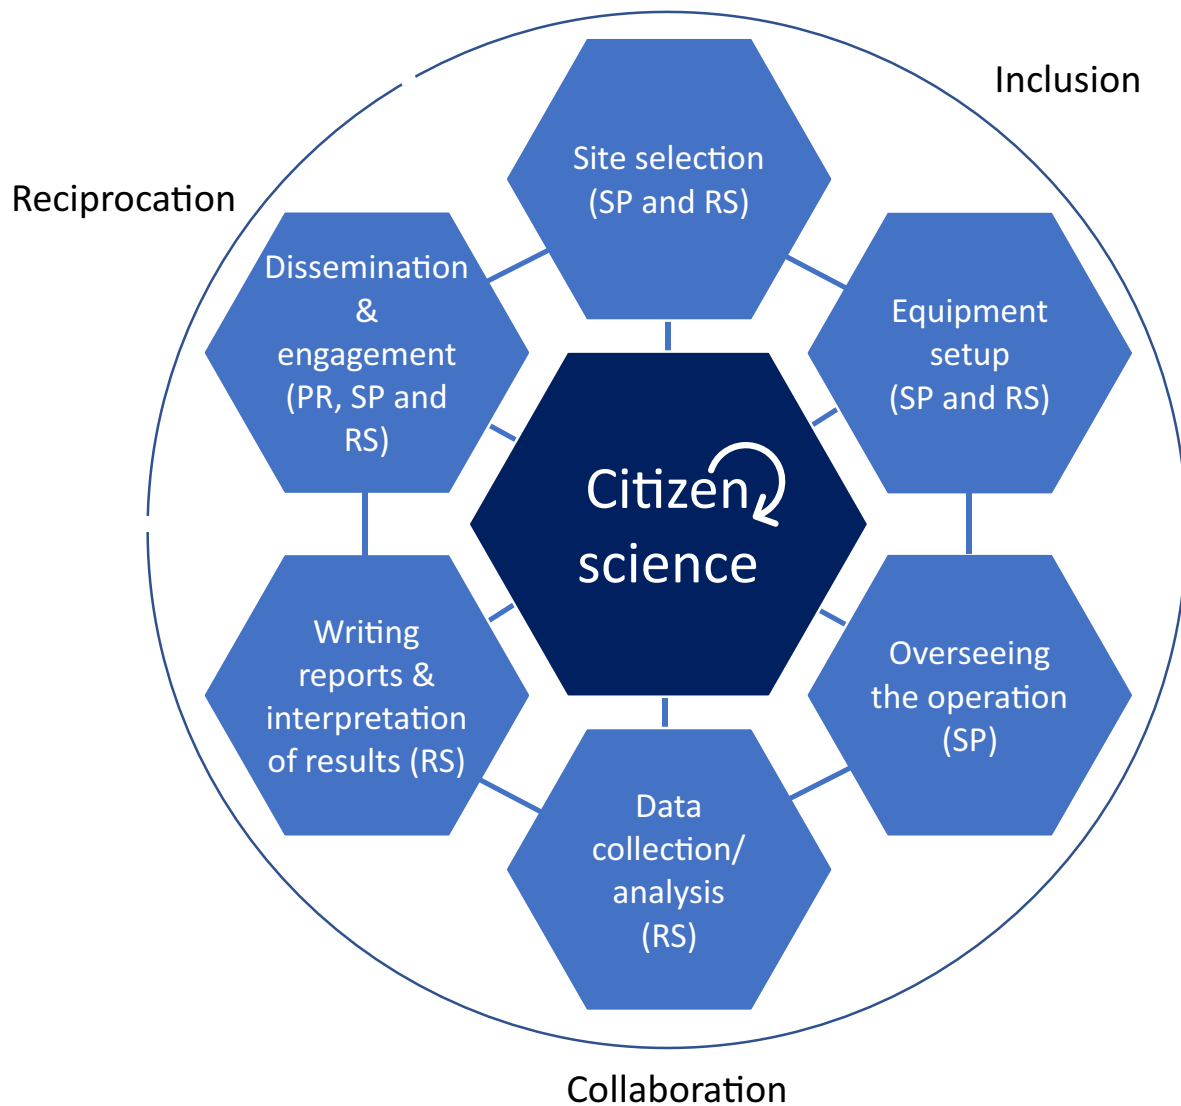 Inclusion
Reciprocation
Site selection
(SP and RS)
Equipment
setup
(SP and RS)
Overseeing
the operation
(SP)
Data
collection/
analysis
(RS)
Writing
reports &
interpretation
of results (RS)
Dissemination
&
engagement
(PR, SP and
RS)
Citizen
science
Collaboration